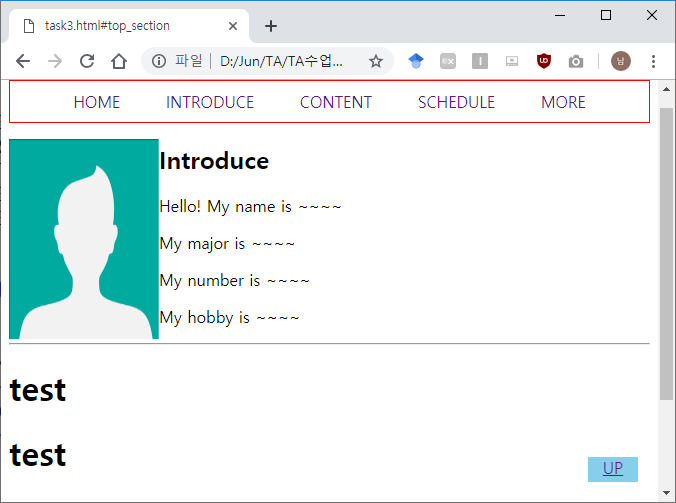 task3.html#top_section
파일 D:/Jun/TA/TA수업...
남
HOME INTRODUCE CONTENT SCHEDULE MORE
Introduce
Hello! My name is ~~~~
My major is ~~~~
My number is ~~~~
My hobby is ~~~~
test
test
UP